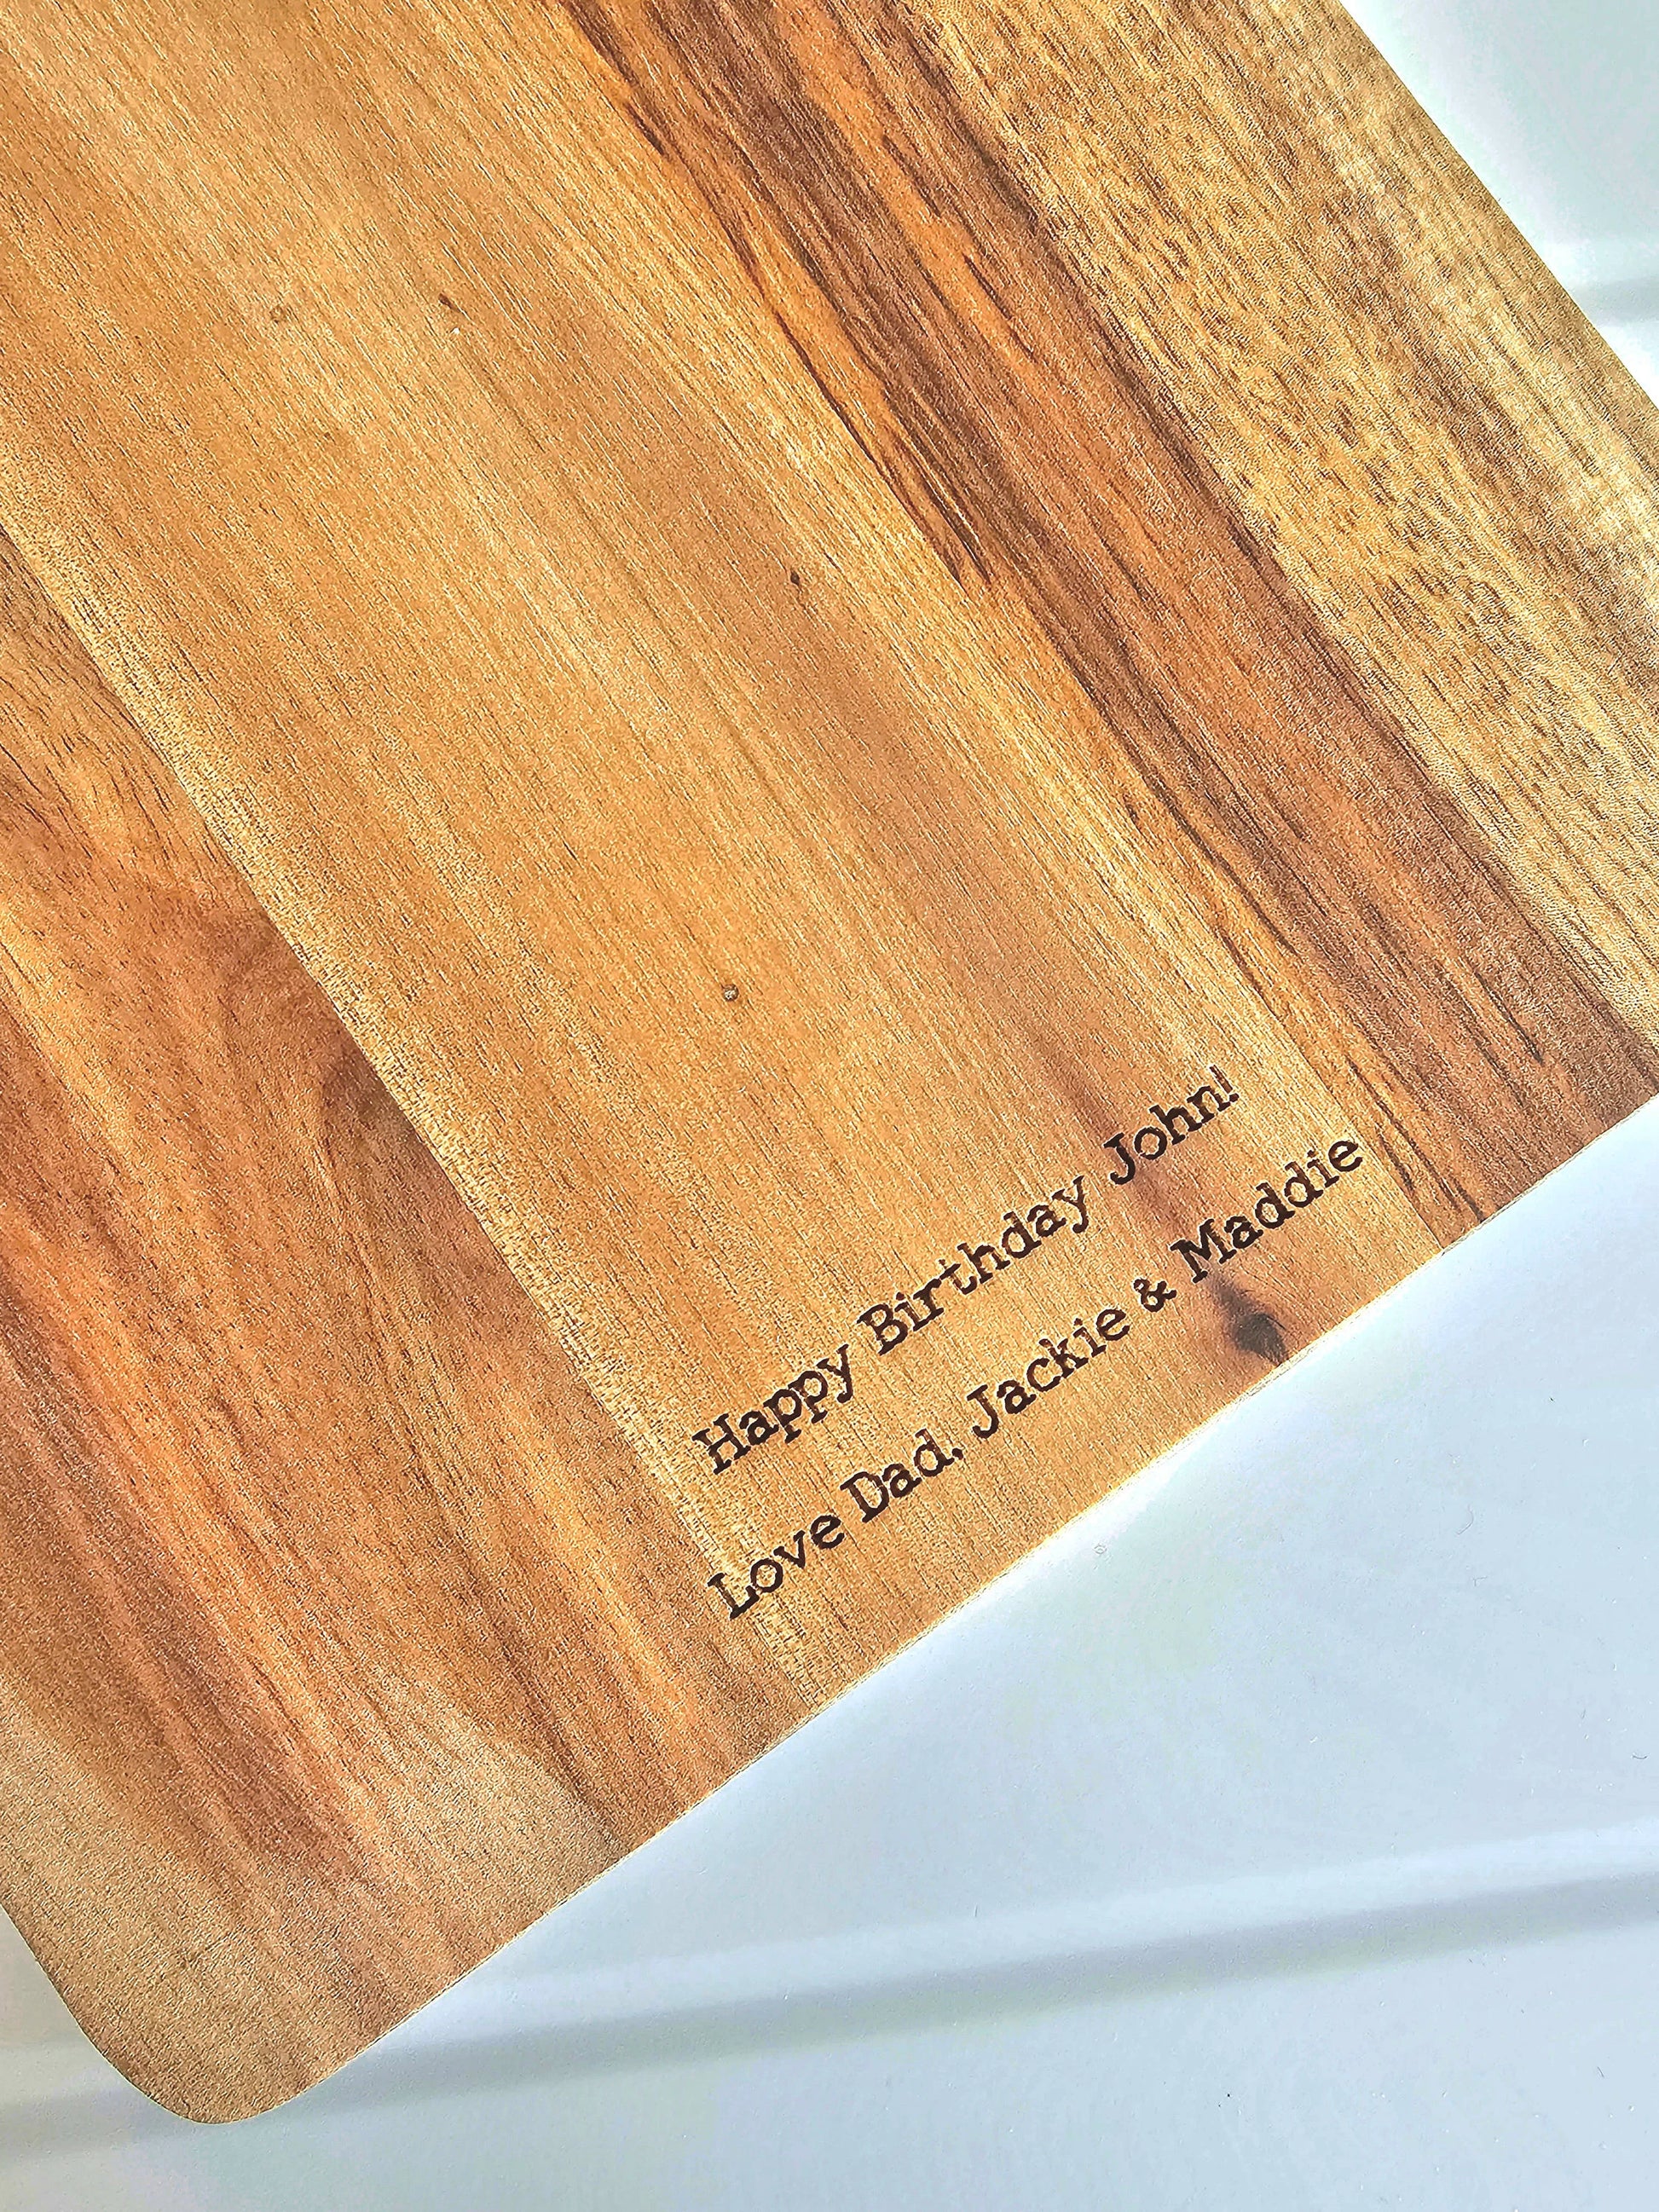 Happy Birthday John!
Love Dad, Jackie & Maddie